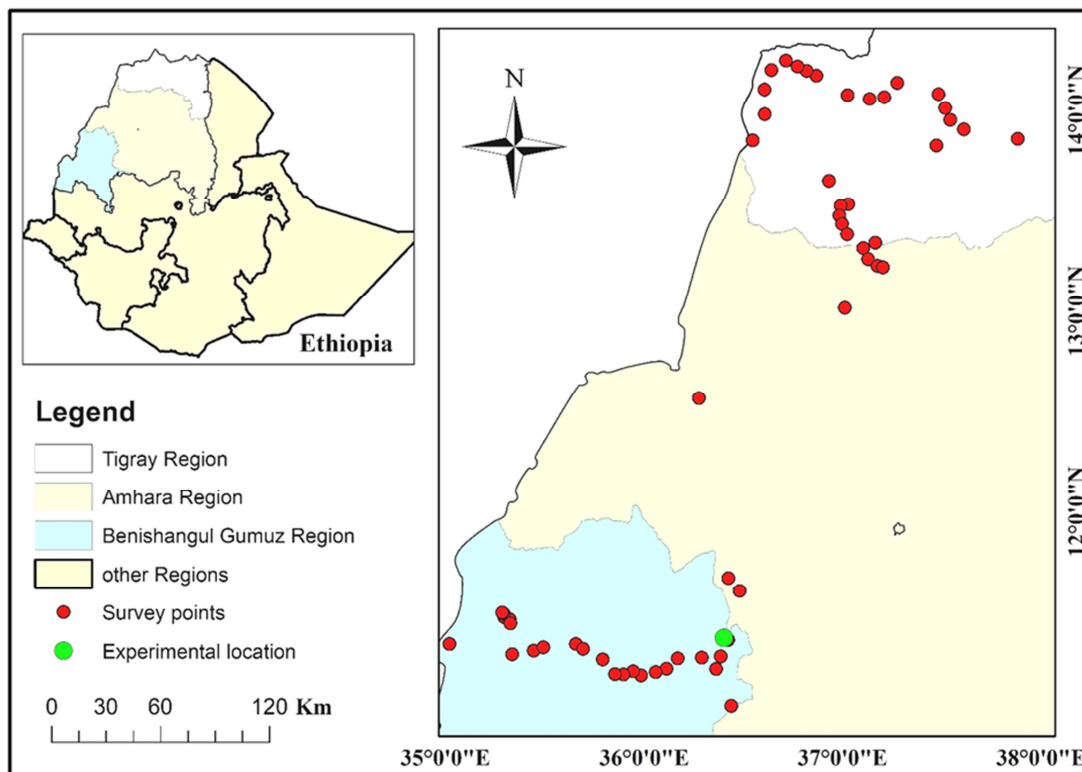 Ethiopia
N
Legend
Tigray Region
Amhara Region
Benishangul Gumuz Region
other Regions
Survey points
Experimental location
0 30 60 120 Km
14°0'0"N
13°0'0"N
12°0'0"N
35°0'0"E 36°0'0"E 37°0'0"E 38°0'0"E